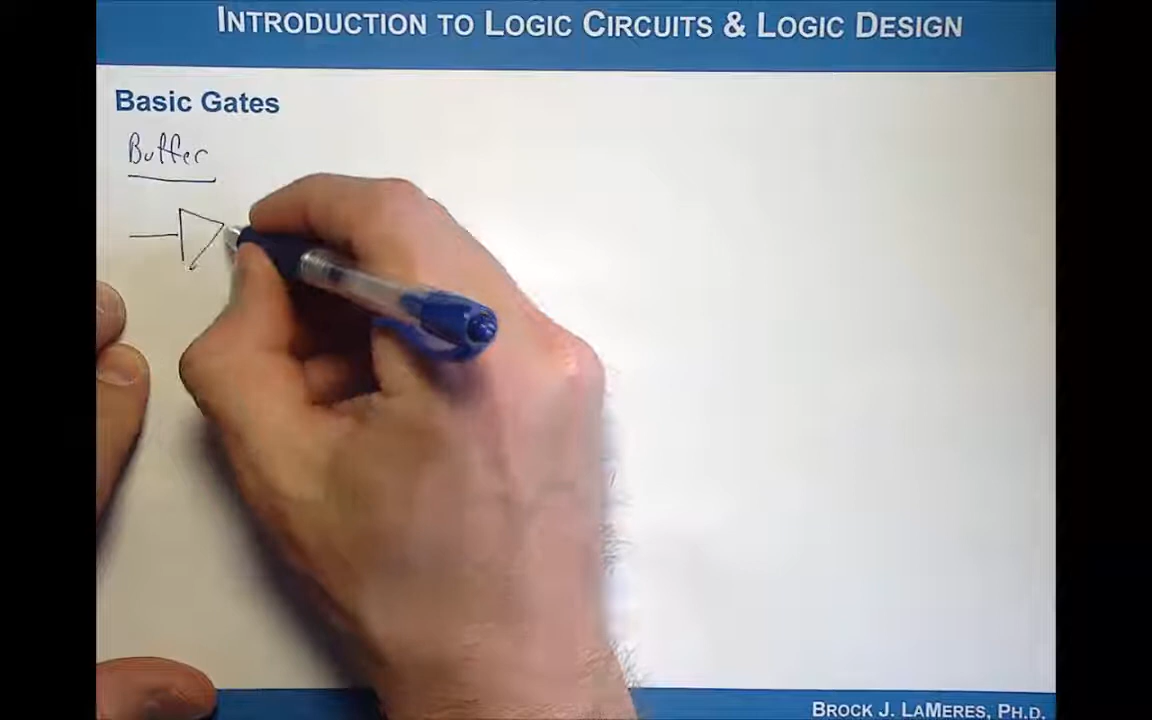 INTRODUCTION TO LOGIC CIRCUITS & LOGIC DESIGN
Basic Gates
Buffer
BROCK J. LAMERES, PH.D.